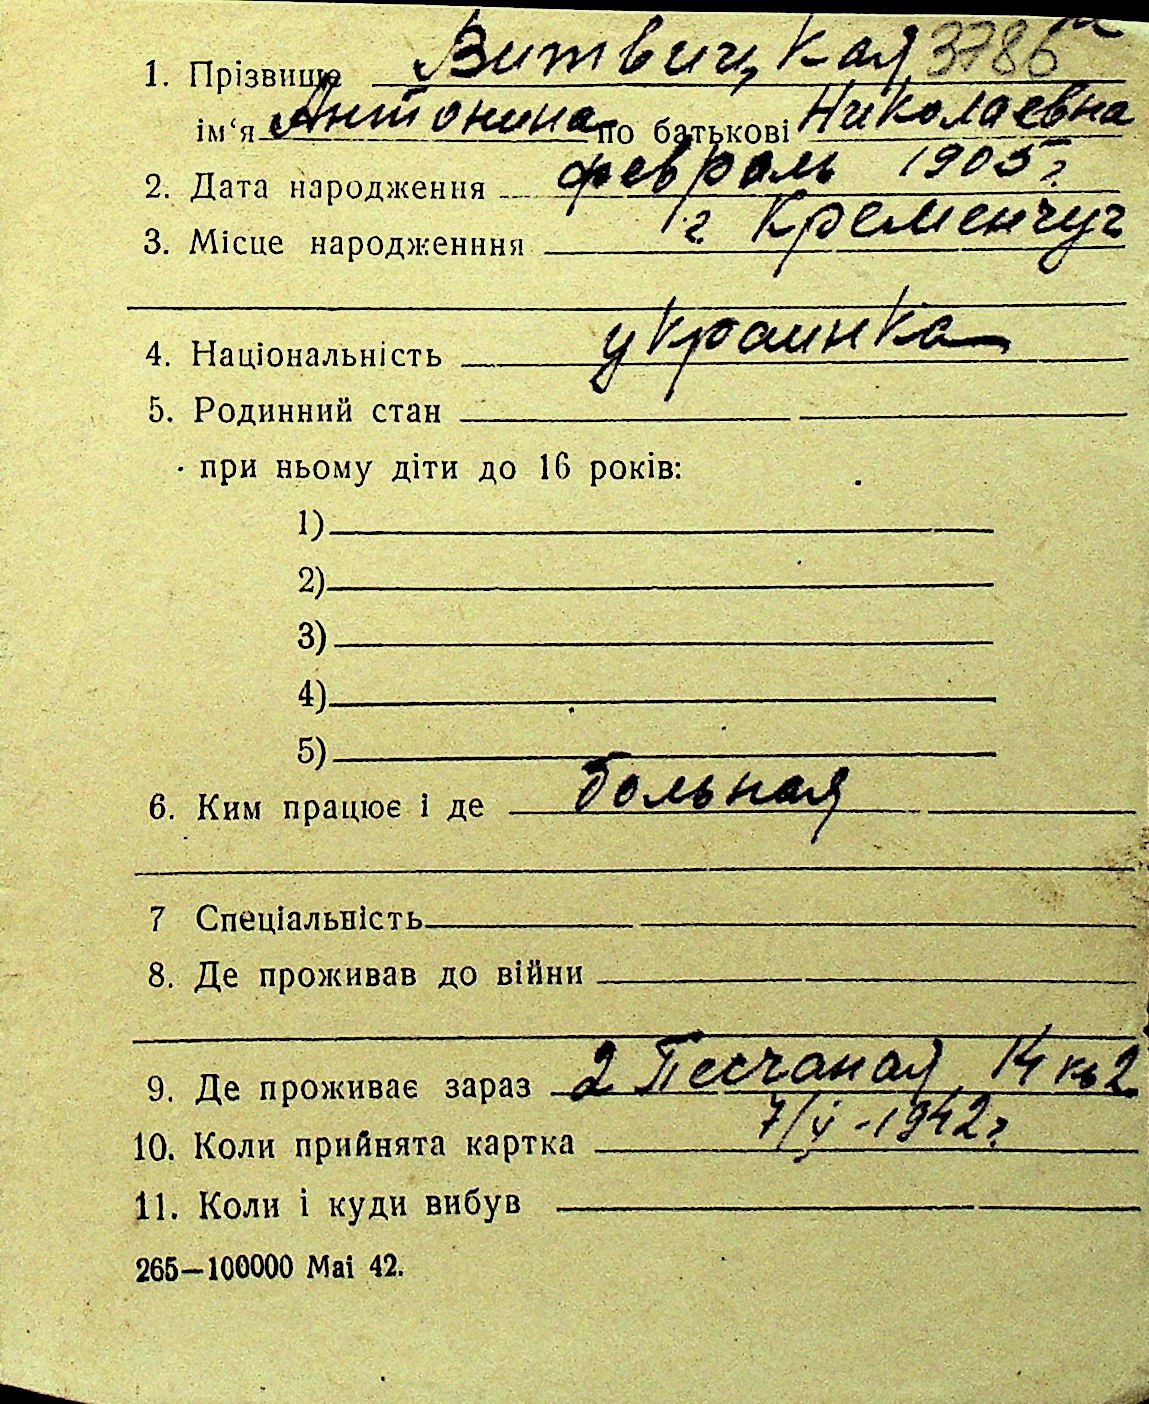 1. Прізвище Витвицкая 3786
ім‘я Антонина по батькові Николаевна
2. Дата народження февраль 1905 г.
3. Місце народженння г. Кременчуг
4. Національність украинка
5. Родинний стан
при ньому діти до 16 років:
1)
2)
3)
4)
5)
6. Ким працює і де больная
7 Спеціальність
8. Де проживав до війни
9. Де проживає зараз 2 Песчаная, 14 кв 2
10. Коли прийнята картка 7/V-1942 г.
11. Коли і куди вибув
265—100000 Mai 42.